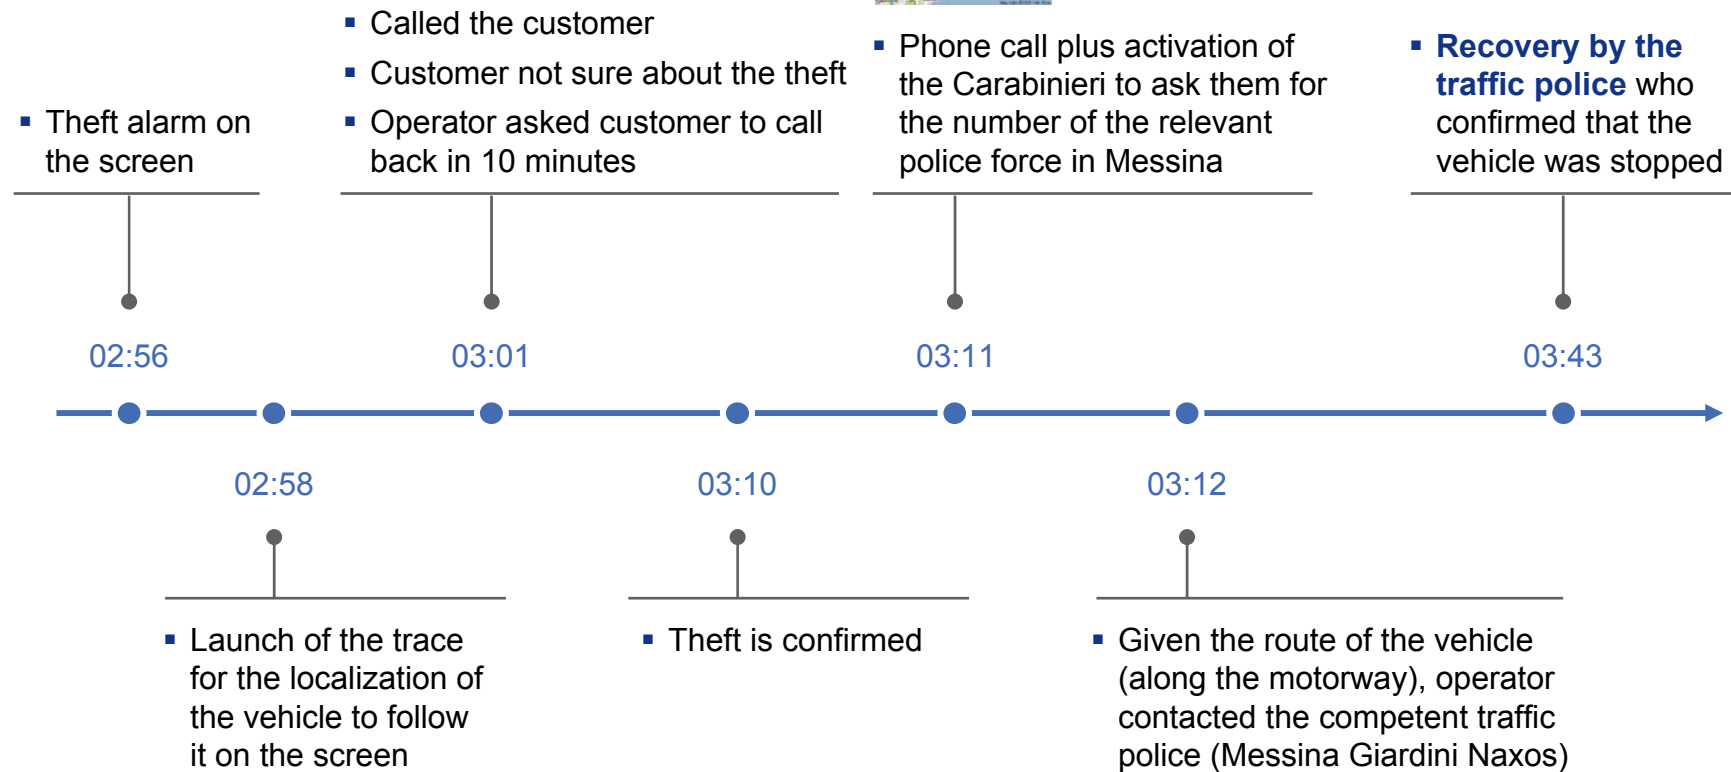 ▪ Theft alarm on
the screen
▪ Called the customer
▪ Customer not sure about the theft
▪ Operator asked customer to call
back in 10 minutes
▪ Phone call plus activation of
the Carabinieri to ask them for
the number of the relevant
police force in Messina
▪ Recovery by the
traffic police who
confirmed that the
vehicle was stopped
02:56
03:01
03:11
03:43
02:58
03:10
03:12
▪ Launch of the trace
for the localization of
the vehicle to follow
it on the screen
▪ Theft is confirmed
▪ Given the route of the vehicle
(along the motorway), operator
contacted the competent traffic
police (Messina Giardini Naxos)